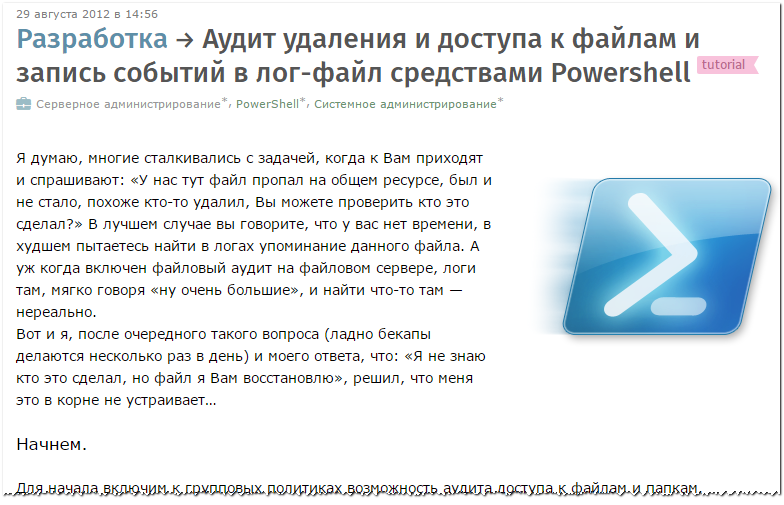 29 августа 2012 в 14:56
Разработка → Аудит удаления и доступа к файлам и
запись событий в лог-файл средствами Powershell tutorial
Серверное администрирование*, PowerShell*, Системное администрирование*
Я думаю, многие сталкивались с задачей, когда к Вам приходят
и спрашивают: «У нас тут файл пропал на общем ресурсе, был и
не стало, похоже кто-то удалил, Вы можете проверить кто это
сделал?» В лучшем случае вы говорите, что у вас нет времени, в
худшем пытаетесь найти в логах упоминание данного файла. А
уж когда включен файловый аудит на файловом сервере, логи
там, мягко говоря «ну очень большие», и найти что-то там —
нереально.
Вот и я, после очередного такого вопроса (ладно бекапы
делаются несколько раз в день) и моего ответа, что: «Я не знаю
кто это сделал, но файл я Вам восстановлю», решил, что меня
это в корне не устраивает…
Начнем.
Для начала включим к групповых политиках возможность аудита доступа к файлам и папкам.